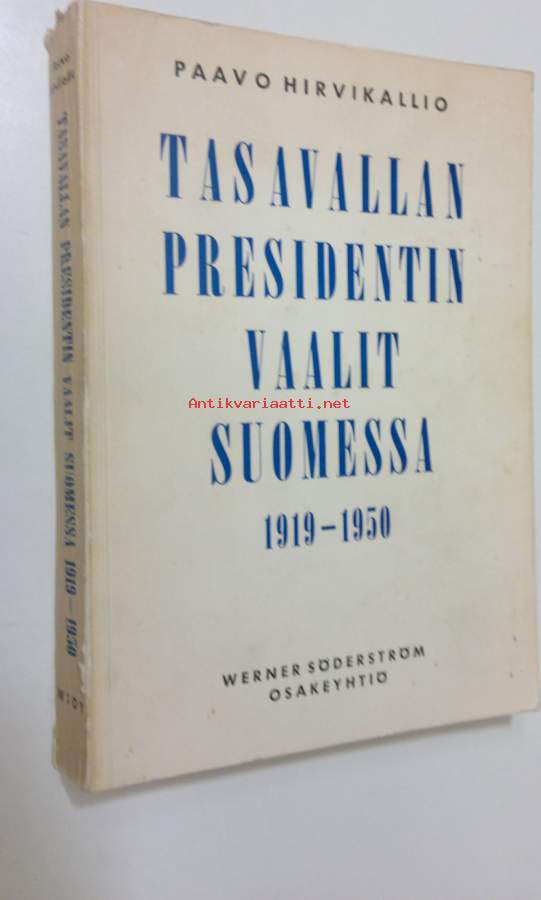 PAAVO HIRVIKALLIO
TASAVALLAN
PRESIDENTIN
VAALIT
Antikvariaatti.net
SUOMESSA
1919-1950
WERNER SÖDERSTRÖM
OSAKEYHTIÖ
TASAVALLAN PRESIDENTIN VAALIT SUOMESSA 1919-1950